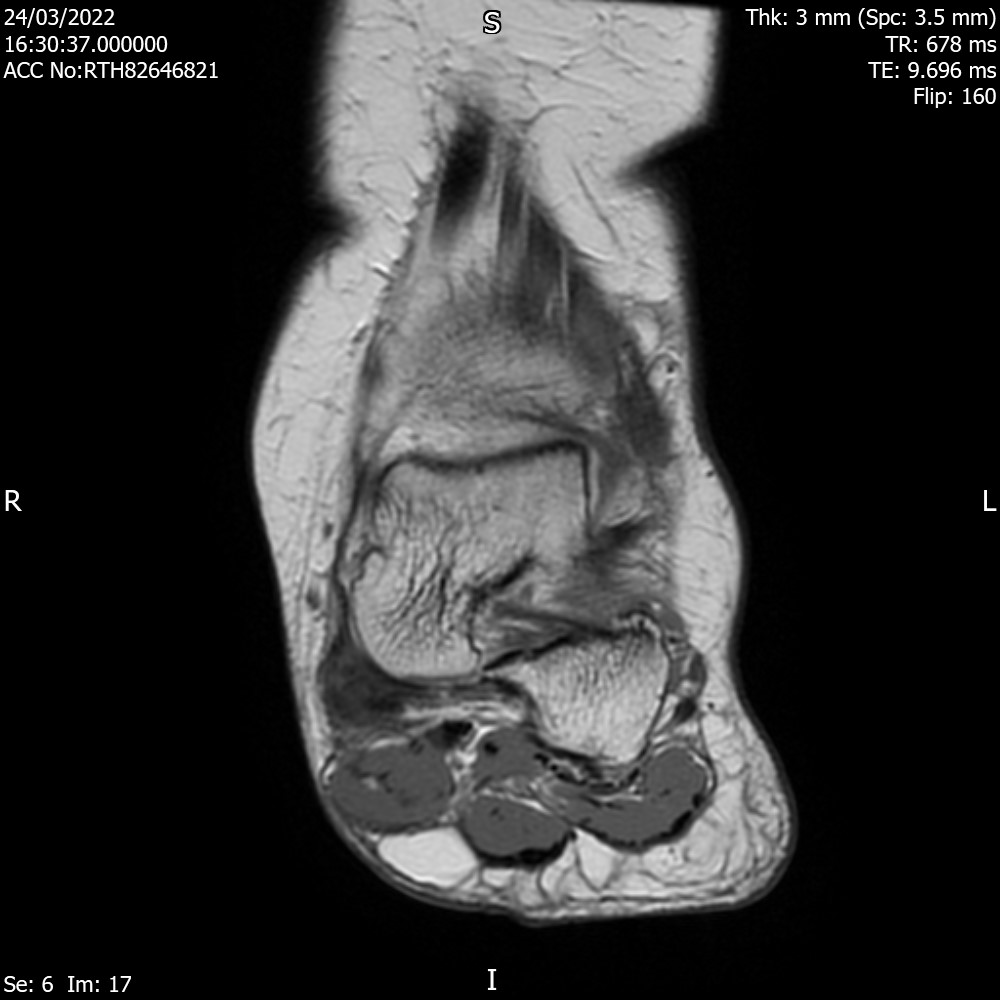 24/03/2022
16:30:37.000000
ACC No:RTH82646821
S
Thk: 3 mm (Spc: 3.5 mm)
TR: 678 ms
TE: 9.696 ms
Flip: 160
R
L
Se: 6 Im: 17
I